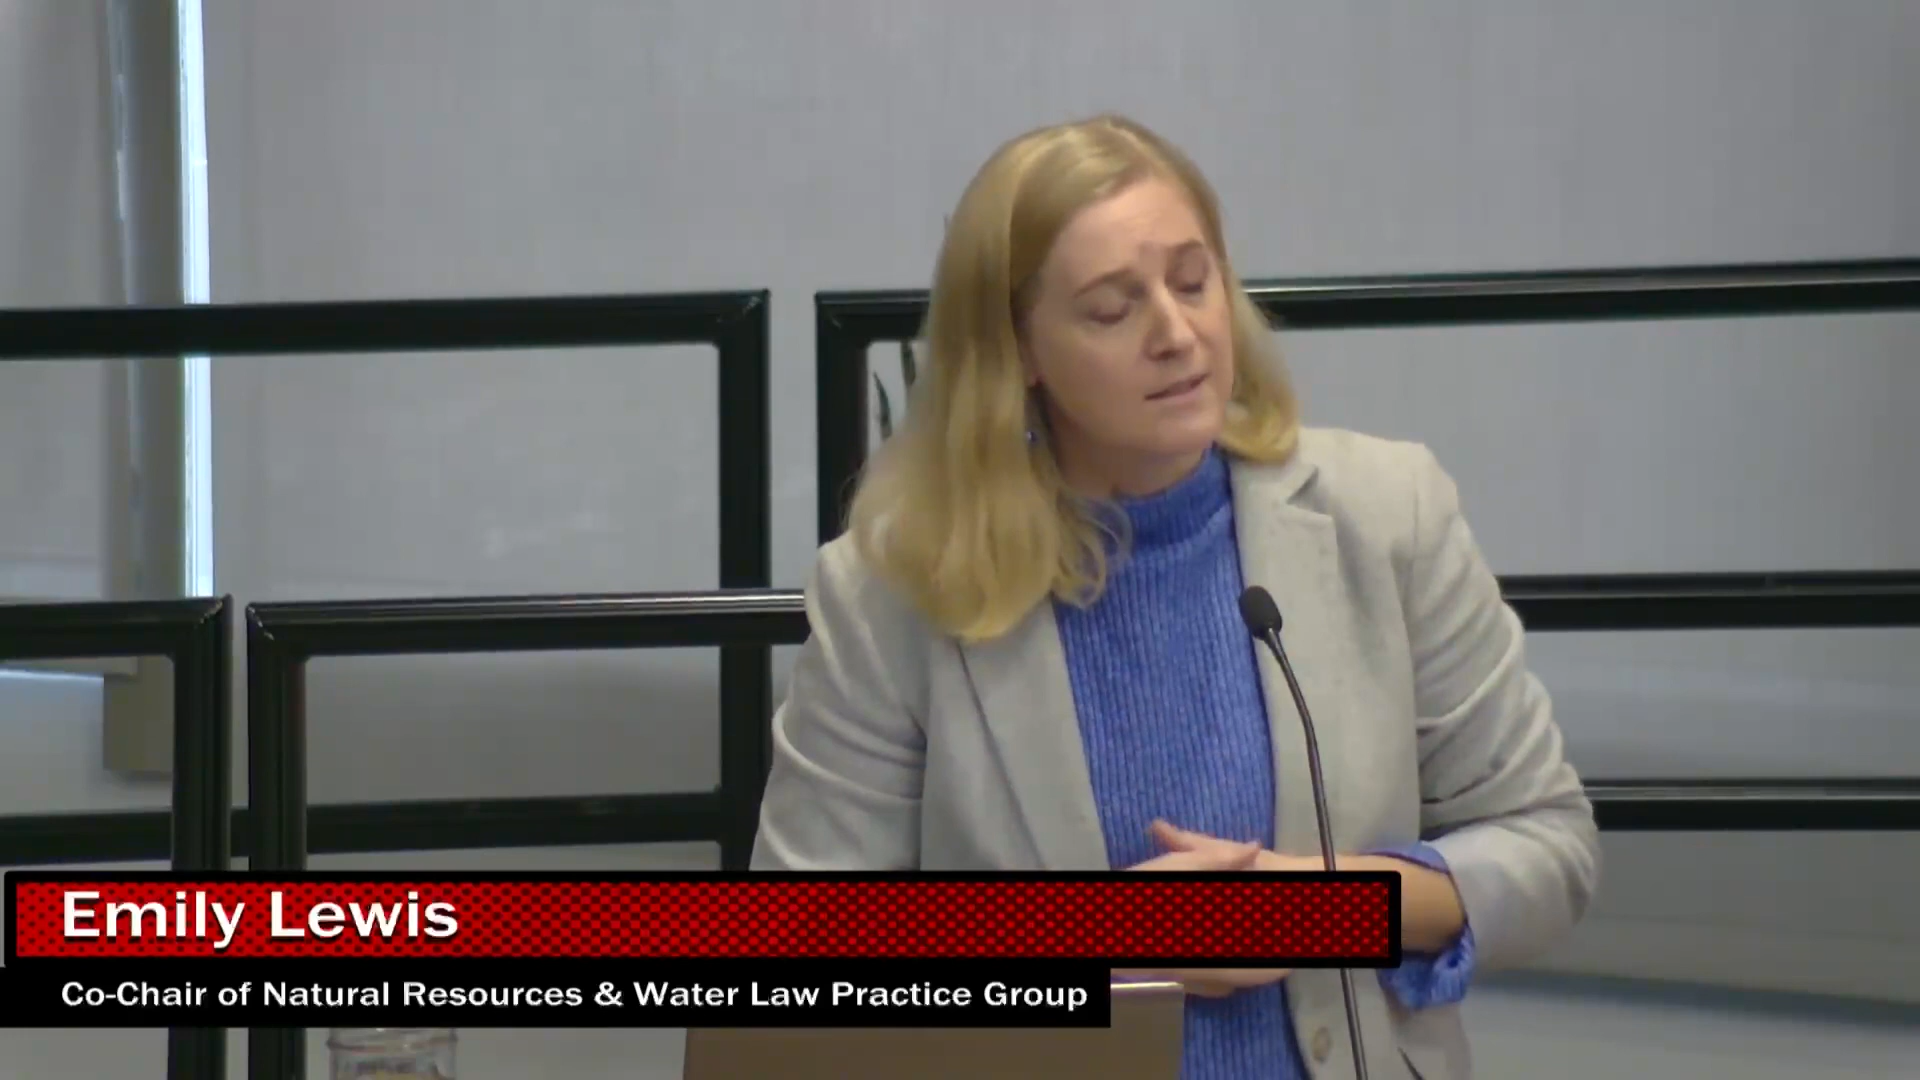 Emily Lewis
Co-Chair of Natural Resources & Water Law Practice Group